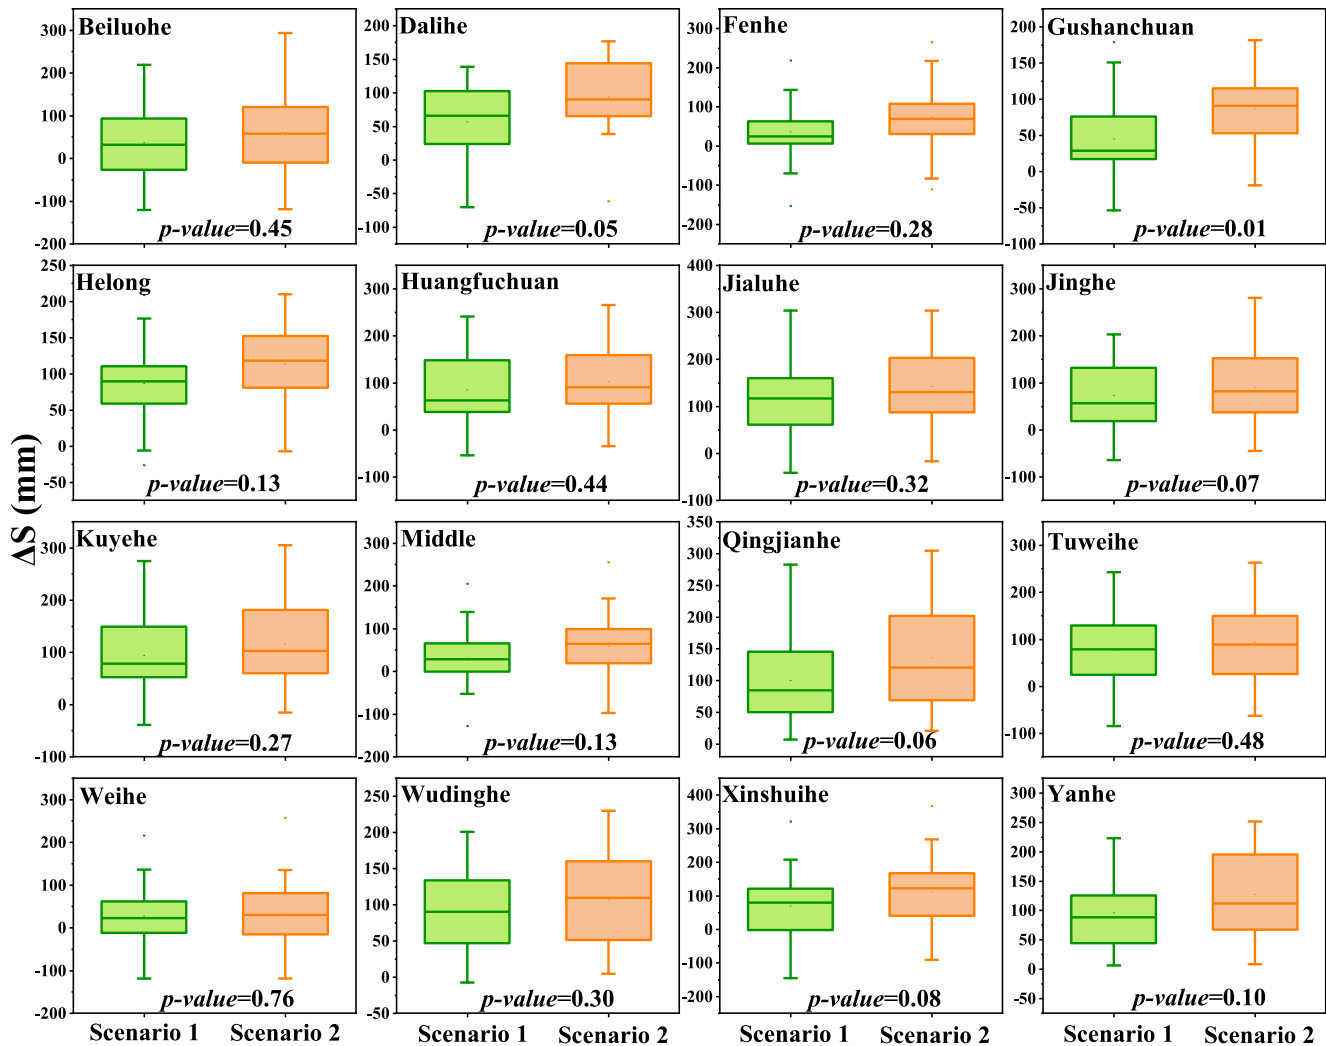 ΔS (mm)
Beiluohe
300
200
100
0
-100
-200
p-value=0.45
Dalihe
200
150
100
50
0
-50
-100
p-value=0.05
Fenhe
300
200
100
0
-100
-200
p-value=0.28
Gushanchuan
200
150
100
50
0
-50
-100
p-value=0.01
Helong
250
200
150
100
50
0
-50
p-value=0.13
Huangfuchuan
300
200
100
0
-100
p-value=0.44
Jialuhe
400
300
200
100
0
-100
p-value=0.32
Jinghe
300
200
100
0
-100
p-value=0.07
Kuyehe
300
200
100
0
-100
p-value=0.27
Middle
300
200
100
0
-100
-200
p-value=0.13
Qingjianhe
350
300
250
200
150
100
50
0
p-value=0.06
Tuweihe
300
200
100
0
-100
p-value=0.48
Weihe
300
200
100
0
-100
-200
p-value=0.76
Scenario 1 Scenario 2
Wudinghe
250
200
150
100
50
0
-50
p-value=0.30
Scenario 1 Scenario 2
Xinshuihe
400
300
200
100
0
-100
-200
p-value=0.08
Scenario 1 Scenario 2
Yanhe
300
250
200
150
100
50
0
-50
p-value=0.10
Scenario 1 Scenario 2